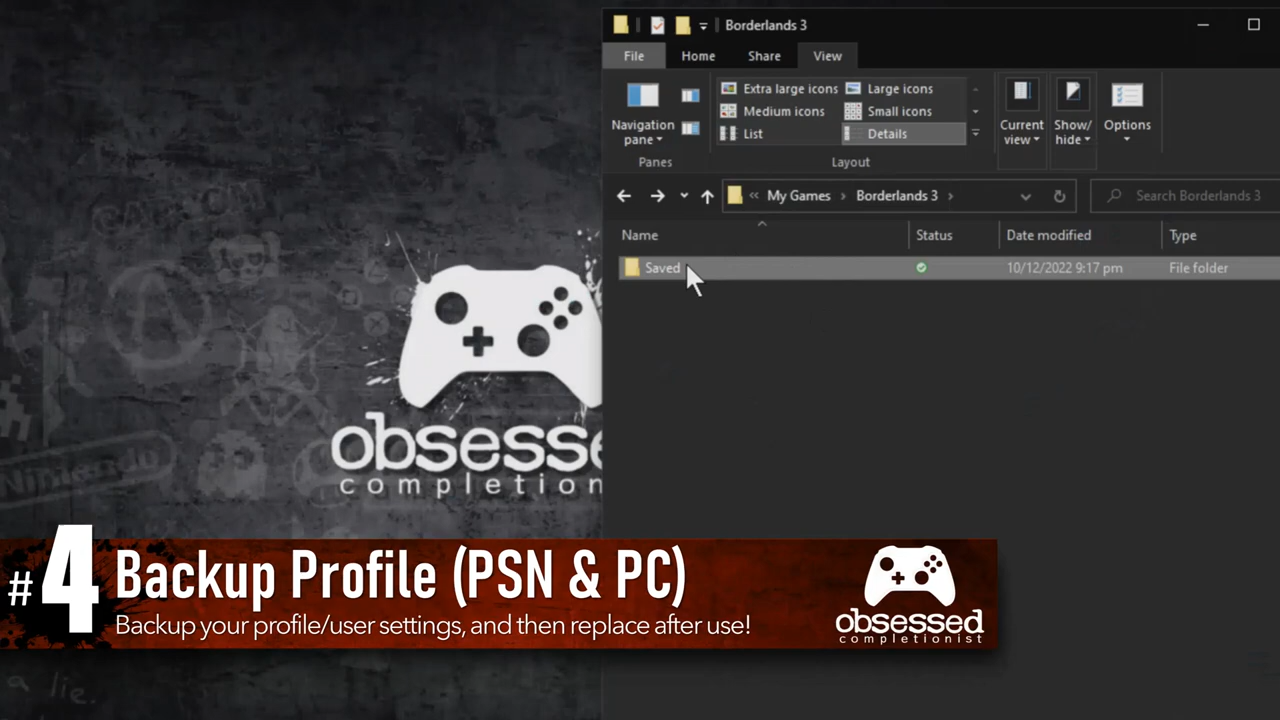 Borderlands 3
File Home Share View
Extra large icons Large icons
Medium icons Small icons
List Details
Navigation pane
Current view
Show/ hide
Options
Panes Layout
« My Games › Borderlands 3 › Search Borderlands 3
Name Status Date modified Type
Saved 10/12/2022 9:17 pm File folder
Nintendo
obsesse
completion
#4 Backup Profile (PSN & PC)
Backup your profile/user settings, and then replace after use!
obsessed
completionist
a lie.